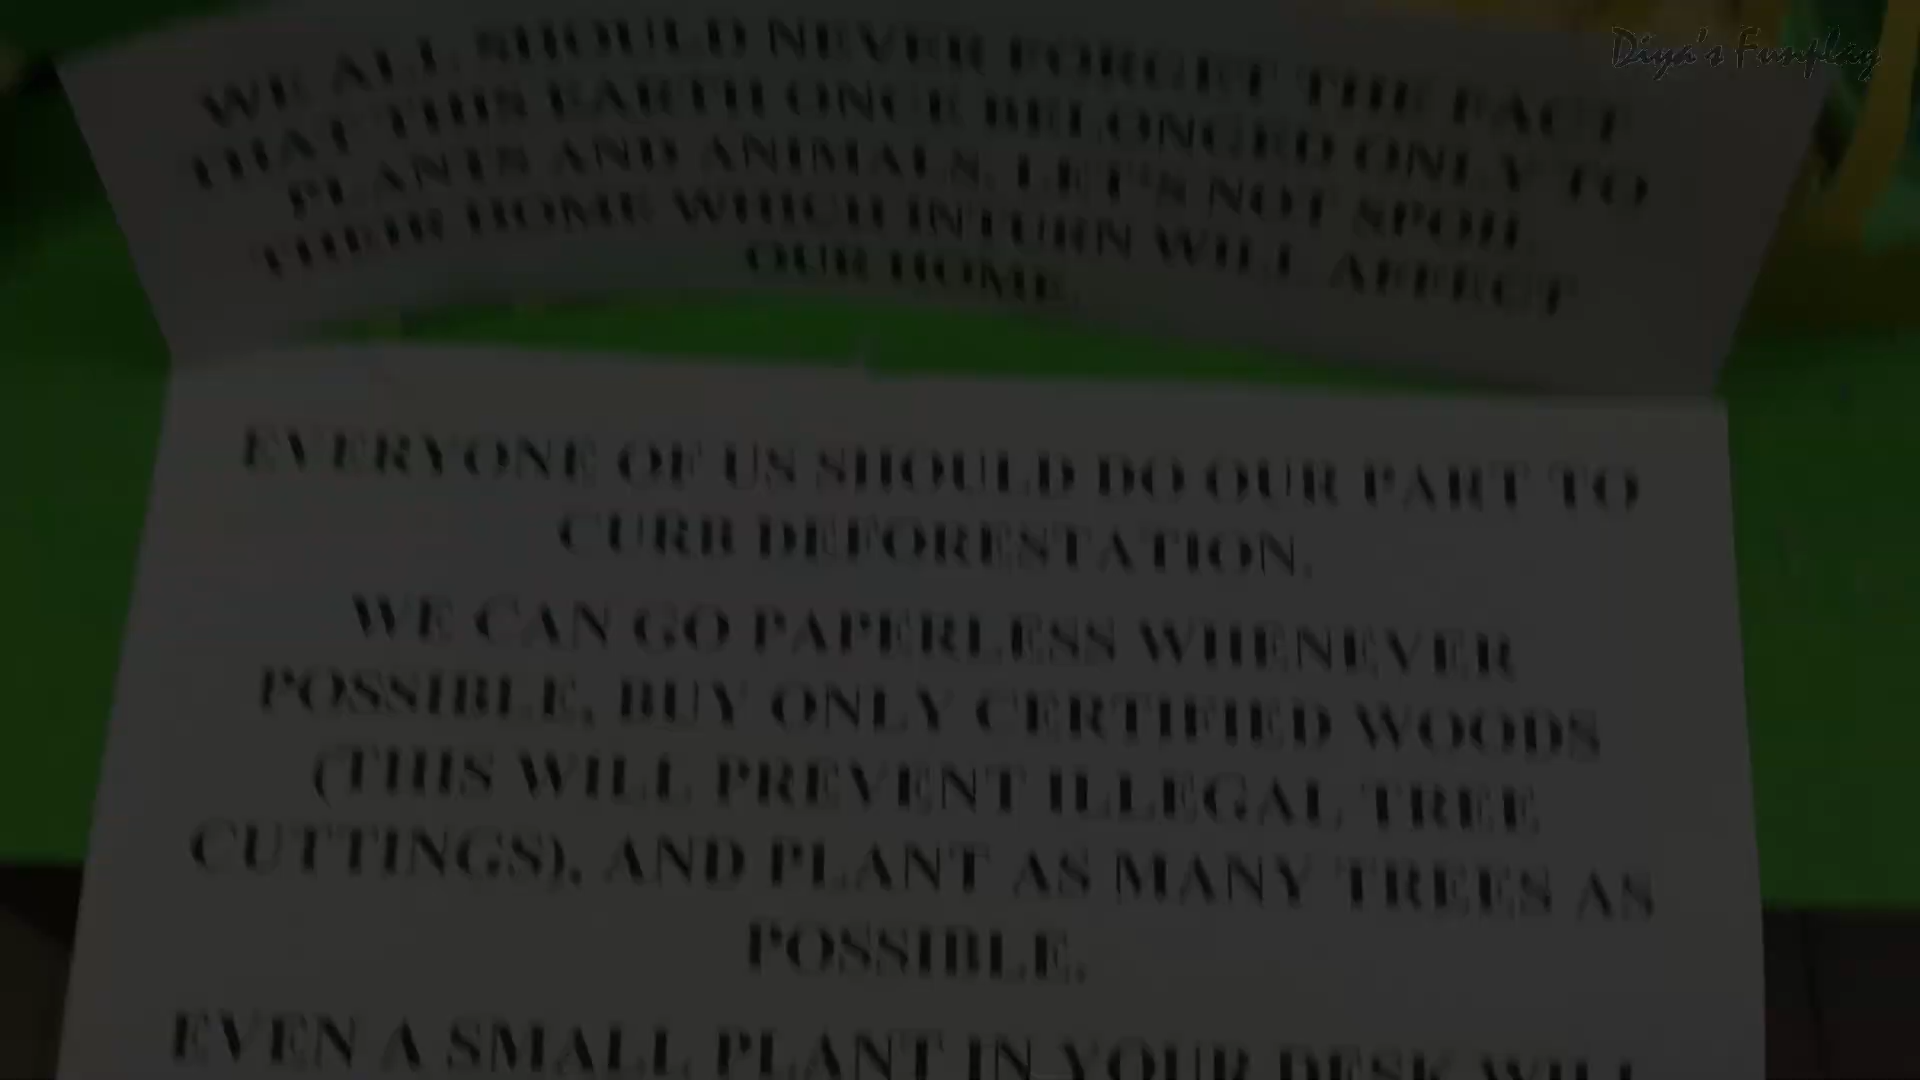 Diya's Funplay
WE ALL SHOULD NEVER FORGET THE FACT
THAT THIS EARTH ONCE BELONGED ONLY TO
PLANTS AND ANIMALS. LET'S NOT SPOIL
THEIR HOME WHICH INTURN WILL AFFECT
OUR HOME.
EVERYONE OF US SHOULD DO OUR PART TO
CURB DEFORESTATION.
WE CAN GO PAPERLESS WHENEVER
POSSIBLE, BUY ONLY CERTIFIED WOODS
(THIS WILL PREVENT ILLEGAL TREE
CUTTINGS), AND PLANT AS MANY TREES AS
POSSIBLE.
EVEN A SMALL PLANT IN YOUR DESK WILL